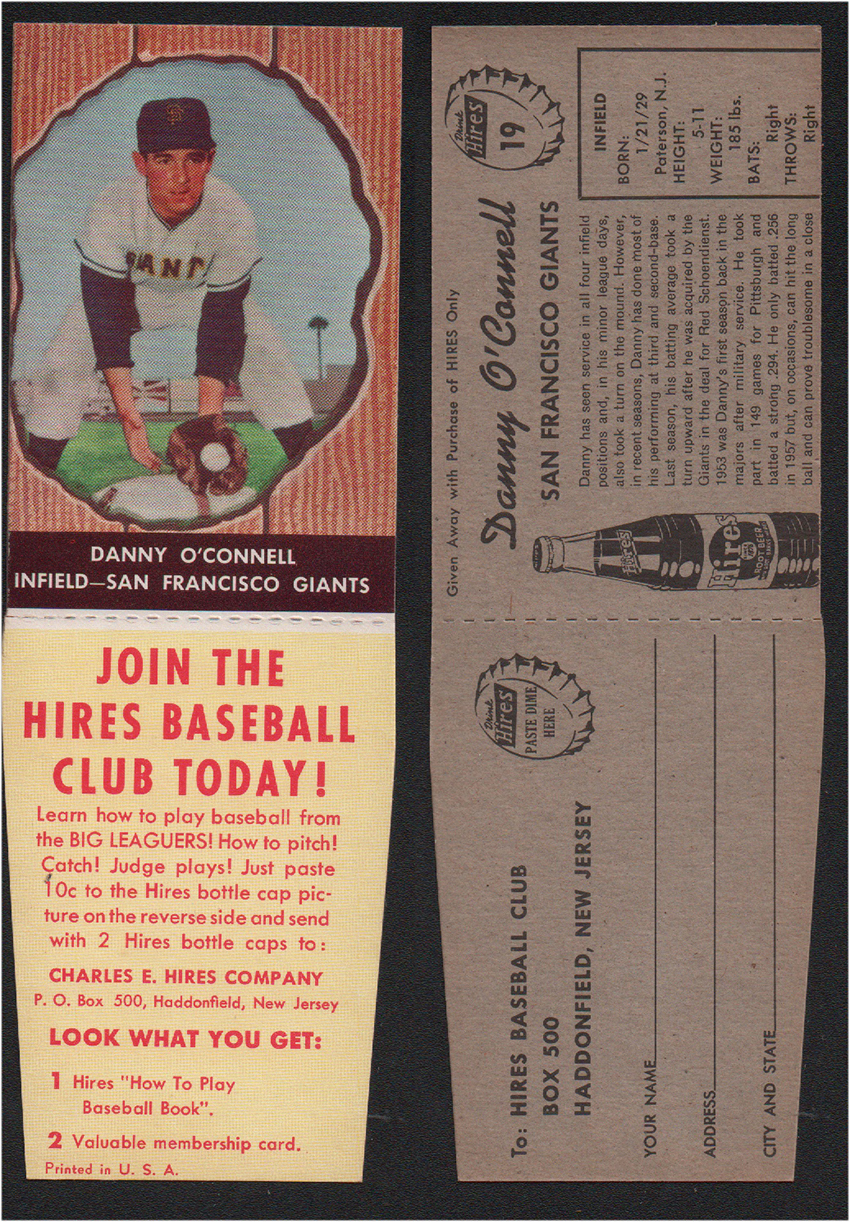 SF
GIANT
DANNY O'CONNELL
INFIELD—SAN FRANCISCO GIANTS
JOIN THE
HIRES BASEBALL
CLUB TODAY!
Learn how to play baseball from
the BIG LEAGUERS! How to pitch!
Catch! Judge plays! Just paste
10c to the Hires bottle cap pic-
ture on the reverse side and send
with 2 Hires bottle caps to:
CHARLES E. HIRES COMPANY
P. O. Box 500, Haddonfield, New Jersey
LOOK WHAT YOU GET:
1 Hires "How To Play
Baseball Book".
2 Valuable membership card.
Printed in U. S. A.
Given Away with Purchase of HIRES Only
Danny O'Connell
SAN FRANCISCO GIANTS
Drink
Hires
19
Danny has seen service in all four infield
positions and, in his minor league days,
also took a turn on the mound. However,
in recent seasons, Danny has done most of
his performing at third and second-base.
Last season, his batting average took a
turn upward after he was acquired by the
Giants in the deal for Red Schoendienst.
1953 was Danny's first season back in the
majors after military service. He took
part in 149 games for Pittsburgh and
batted a strong .294. He only batted 256
in 1957 but, on occasions, can hit the long
ball and can prove troublesome in a close
INFIELD
BORN:
1/21/29
Paterson, N.J.
HEIGHT:
5-11
WEIGHT:
185 lbs.
BATS:
Right
THROWS:
Right
Hires
Hires
ROOT BEER
Drink
Hires
PASTE DIME
HERE
To: HIRES BASEBALL CLUB
BOX 500
HADDONFIELD, NEW JERSEY
YOUR NAME
ADDRESS
CITY AND STATE